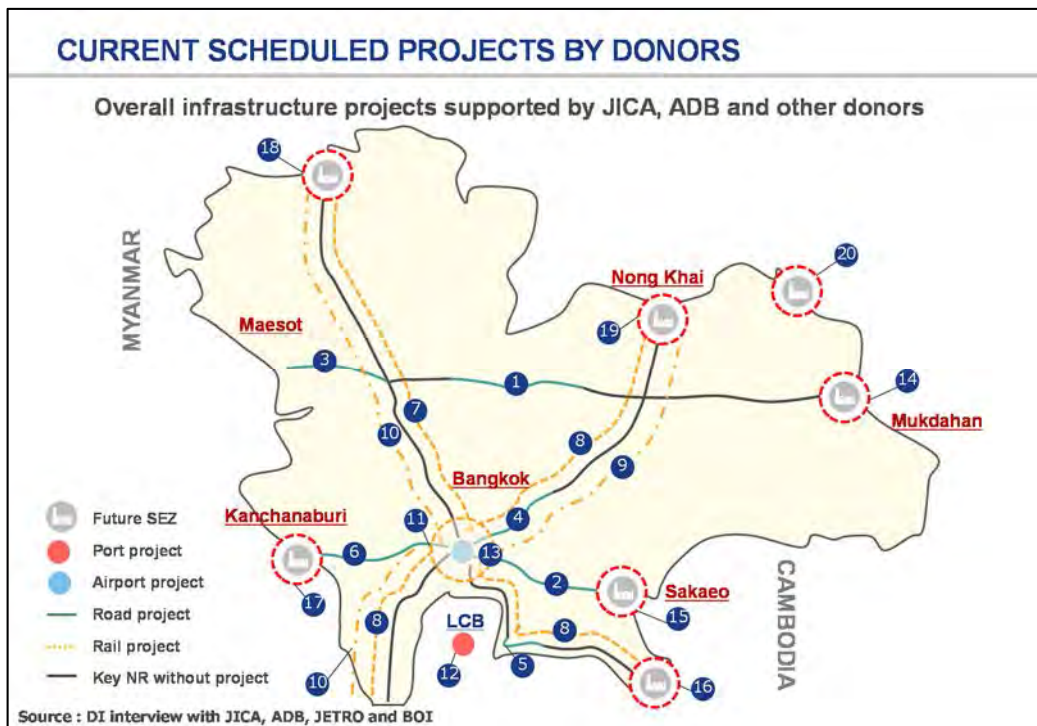 CURRENT SCHEDULED PROJECTS BY DONORS
Overall infrastructure projects supported by JICA, ADB and other donors
18
MYANMAR
20
Nong Khai
19
Maesot
3
1
14
Mukdahan
7
10
8
9
Bangkok
Future SEZ
Kanchanaburi
11
4
Port project
6
13
Airport project
2
Sakaeo
CAMBODIA
17
15
Road project
8
LCB
8
Rail project
12
5
Key NR without project
10
16
Source : DI interview with JICA, ADB, JETRO and BOI